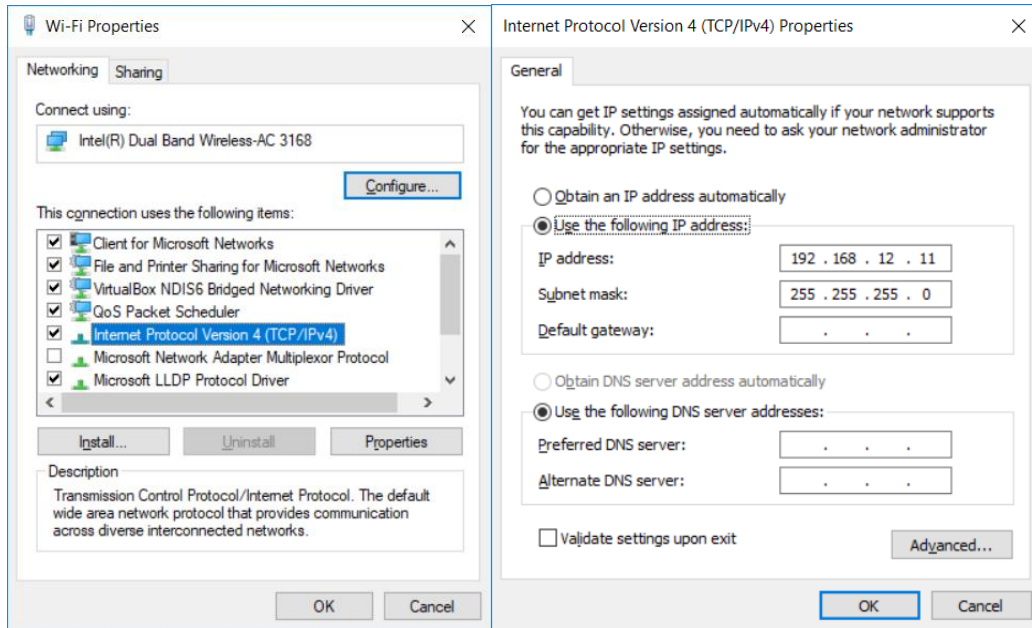 Wi-Fi Properties
Networking
Sharing
Connect using:
Intel(R) Dual Band Wireless-AC 3168
Configure...
This connection uses the following items:
Client for Microsoft Networks
File and Printer Sharing for Microsoft Networks
VirtualBox NDIS6 Bridged Networking Driver
QoS Packet Scheduler
Internet Protocol Version 4 (TCP/IPv4)
Microsoft Network Adapter Multiplexor Protocol
Microsoft LLDP Protocol Driver
Install...
Uninstall
Properties
Description
Transmission Control Protocol/Internet Protocol. The default
wide area network protocol that provides communication
across diverse interconnected networks.
OK
Cancel
Internet Protocol Version 4 (TCP/IPv4) Properties
General
You can get IP settings assigned automatically if your network supports
this capability. Otherwise, you need to ask your network administrator
for the appropriate IP settings.
Obtain an IP address automatically
Use the following IP address:
IP address: 192 . 168 . 12 . 11
Subnet mask: 255 . 255 . 255 . 0
Default gateway: . . .
Obtain DNS server address automatically
Use the following DNS server addresses:
Preferred DNS server: . . .
Alternate DNS server: . . .
Validate settings upon exit
Advanced...
OK
Cancel